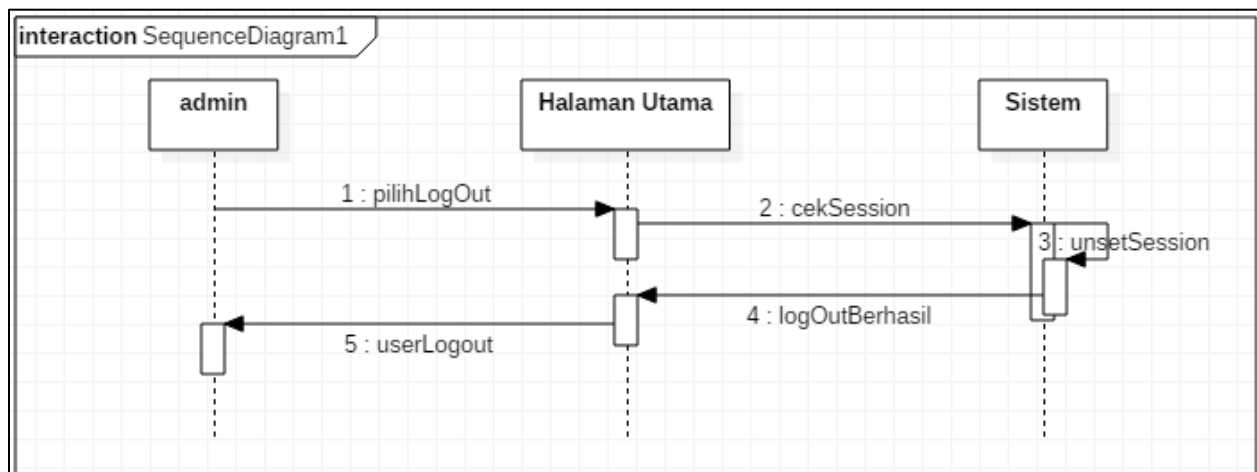 interaction SequenceDiagram1
admin
Halaman Utama
Sistem
1 : pilihLogOut
2 : cekSession
3 : unsetSession
4 : logOutBerhasil
5 : userLogout